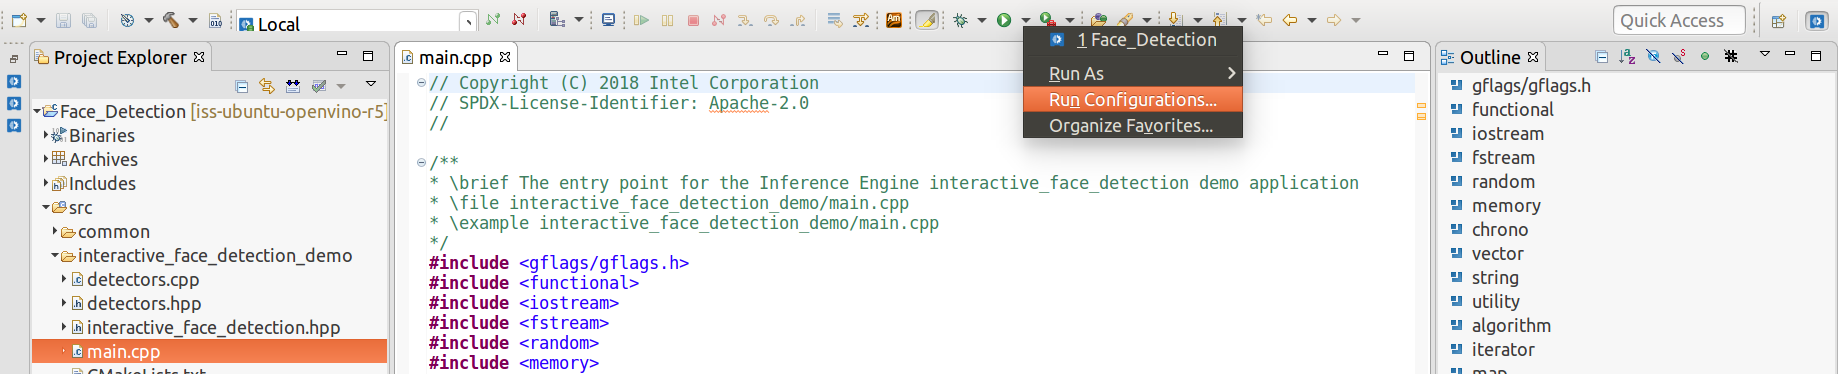 Local
Quick Access
Project Explorer
Face_Detection [iss-ubuntu-openvino-r5]
Binaries
Archives
Includes
src
common
interactive_face_detection_demo
detectors.cpp
detectors.hpp
interactive_face_detection.hpp
main.cpp
CMakeLists.txt
main.cpp
// Copyright (C) 2018 Intel Corporation
// SPDX-License-Identifier: Apache-2.0
//
/**
* \brief The entry point for the Inference Engine interactive_face_detection demo application
* \file interactive_face_detection_demo/main.cpp
* \example interactive_face_detection_demo/main.cpp
*/
#include <gflags/gflags.h>
#include <functional>
#include <iostream>
#include <fstream>
#include <random>
#include <memory>
1 Face_Detection
Run As
Run Configurations...
Organize Favorites...
Outline
gflags/gflags.h
functional
iostream
fstream
random
memory
chrono
vector
string
utility
algorithm
iterator
map